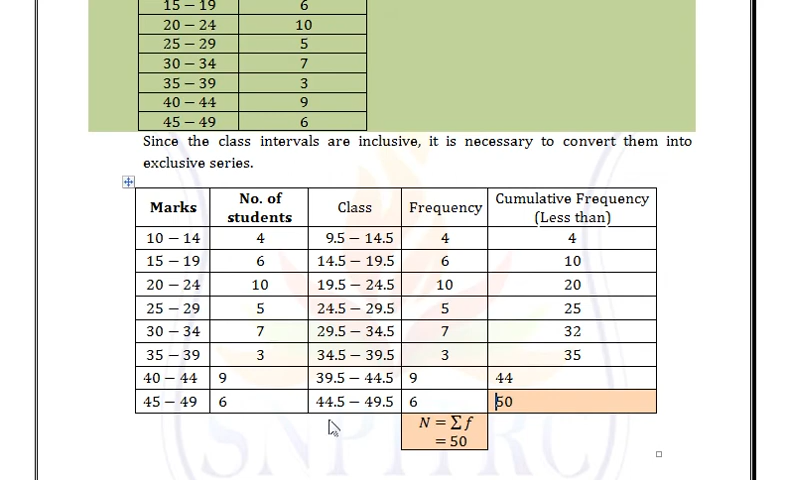 15 – 19 6
20 – 24 10
25 – 29 5
30 – 34 7
35 – 39 3
40 – 44 9
45 – 49 6
Since the class intervals are inclusive, it is necessary to convert them into
exclusive series.
Marks No. of students Class Frequency Cumulative Frequency (Less than)
10 – 14 4 9.5 – 14.5 4 4
15 – 19 6 14.5 – 19.5 6 10
20 – 24 10 19.5 – 24.5 10 20
25 – 29 5 24.5 – 29.5 5 25
30 – 34 7 29.5 – 34.5 7 32
35 – 39 3 34.5 – 39.5 3 35
40 – 44 9 39.5 – 44.5 9 44
45 – 49 6 44.5 – 49.5 6 50
N = ∑ f
= 50
SNPITRC